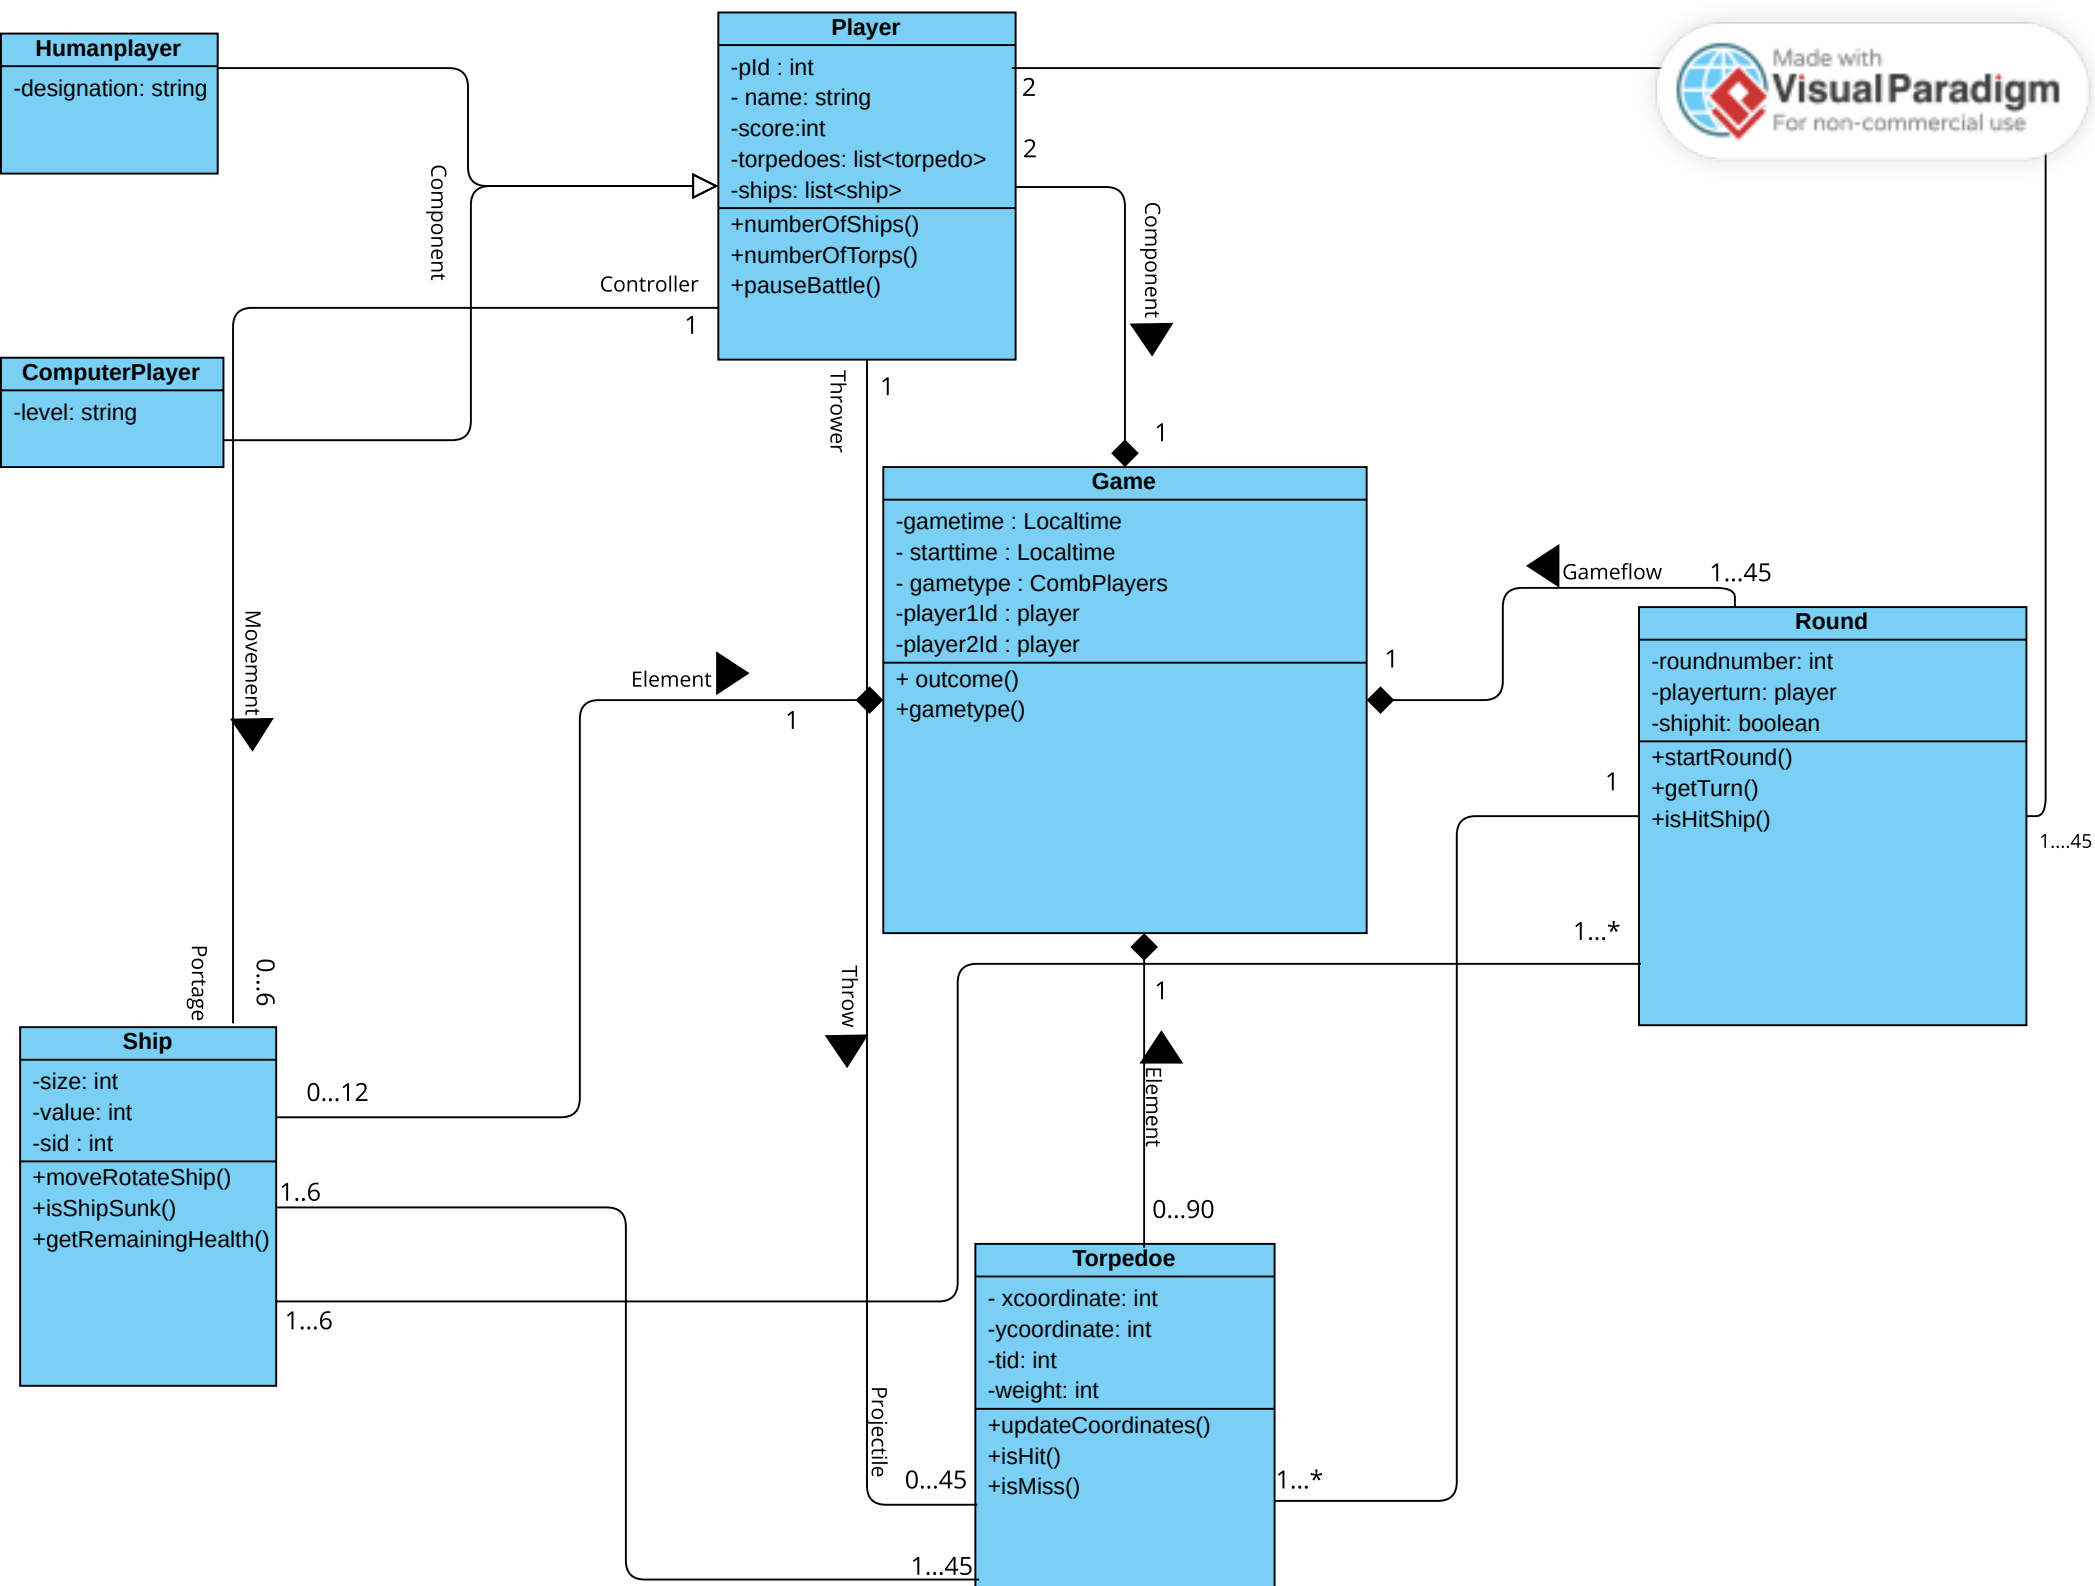 Humanplayer
-designation: string
Player
-pId : int
- name: string
-score:int
-torpedoes: list<torpedo>
-ships: list<ship>
+numberOfShips()
+numberOfTorps()
+pauseBattle()
2
2
Made with
Visual Paradigm
For non-commercial use
Component
Component
Controller
1
ComputerPlayer
-level: string
Thrower
1
1
Game
-gametime : Localtime
- starttime : Localtime
- gametype : CombPlayers
-player1Id : player
-player2Id : player
+ outcome()
+gametype()
Gameflow
1...45
1
Round
-roundnumber: int
-playerturn: player
-shiphit: boolean
+startRound()
+getTurn()
+isHitShip()
1
1....45
1...*
Movement
Element
1
Portage
0...6
Throw
1
Element
0...90
Ship
-size: int
-value: int
-sid : int
+moveRotateShip()
+isShipSunk()
+getRemainingHealth()
0...12
1..6
1...6
Torpedoe
- xcoordinate: int
-ycoordinate: int
-tid: int
-weight: int
+updateCoordinates()
+isHit()
+isMiss()
Projectile
0...45
1...*
1...45